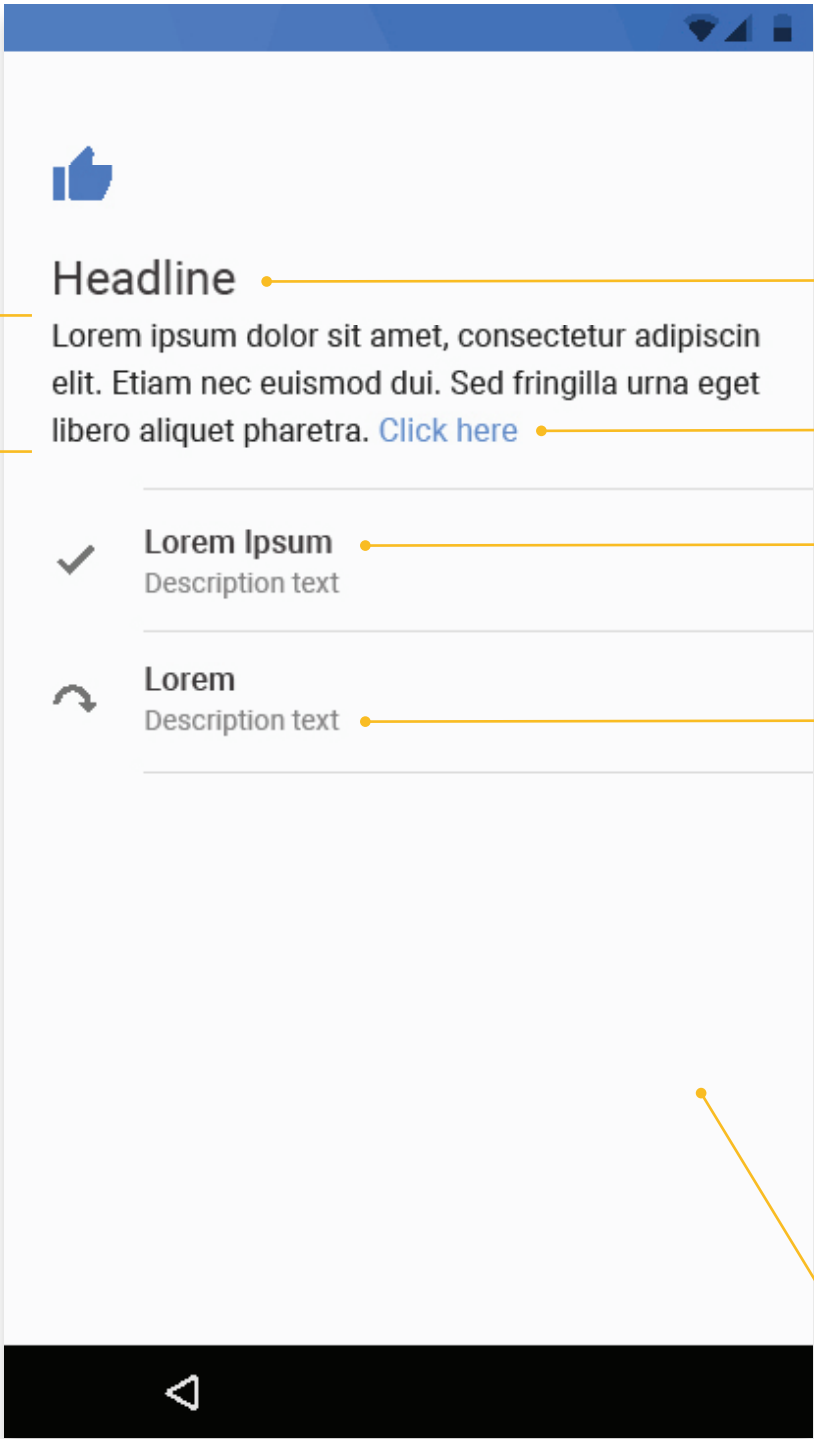 Headline
Lorem ipsum dolor sit amet, consectetur adipiscin
elit. Etiam nec euismod dui. Sed fringilla urna eget
libero aliquet pharetra. Click here
Lorem Ipsum
Description text
Lorem
Description text